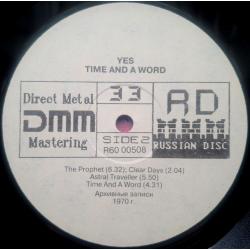 YES
TIME AND A WORD
Direct Metal
DMM
Mastering
33
SIDE 2
R60 00508
RD
RUSSIAN DISC
The Prophet (6.32); Clear Days (2.04)
Astral Traveller (5.50)
Time And A Word (4.31)
Архивные записи
1970 г.